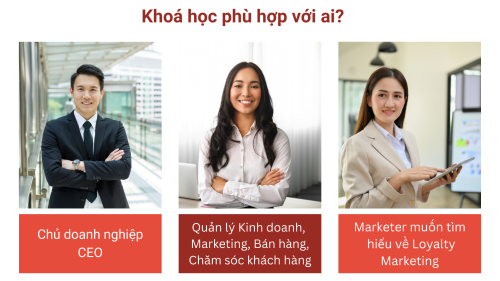 Khoá học phù hợp với ai?
Chủ doanh nghiệp
CEO
Quản lý Kinh doanh,
Marketing, Bán hàng,
Chăm sóc khách hàng
Marketer muốn tìm
hiểu về Loyalty
Marketing